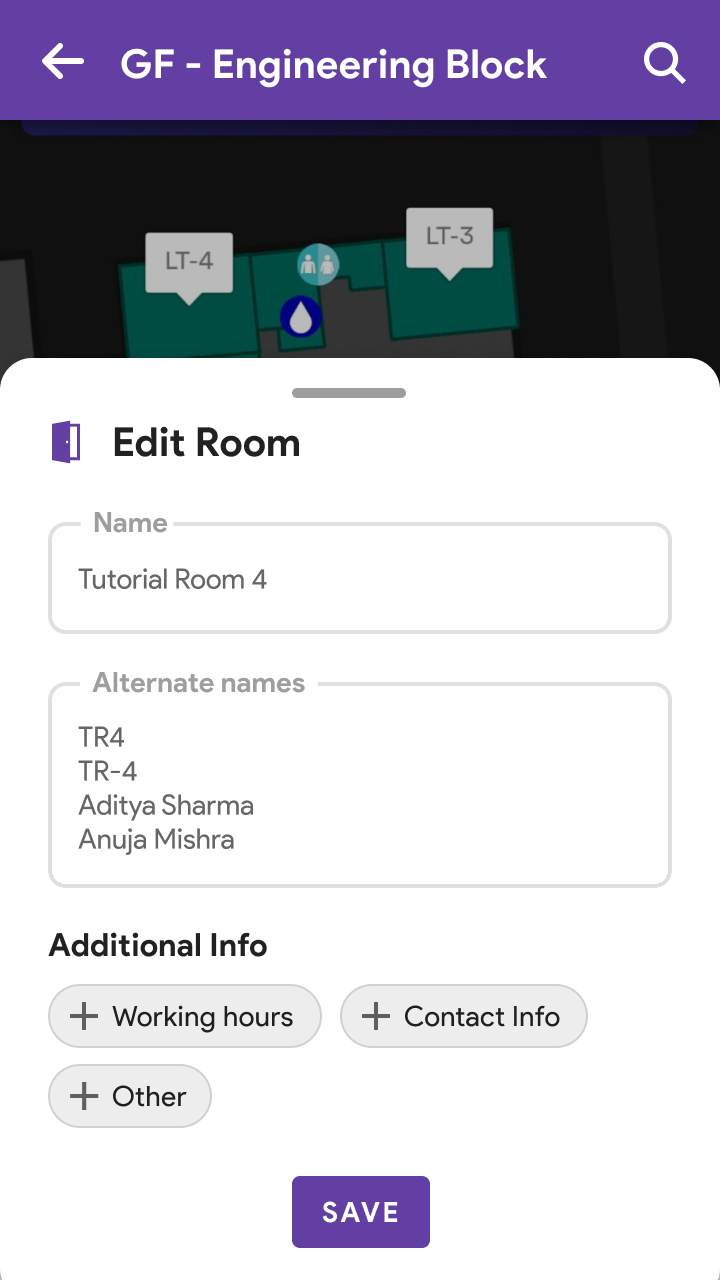 GF - Engineering Block
LT-4
LT-3
Edit Room
Name
Tutorial Room 4
Alternate names
TR4
TR-4
Aditya Sharma
Anuja Mishra
Additional Info
Working hours
Contact Info
Other
SAVE